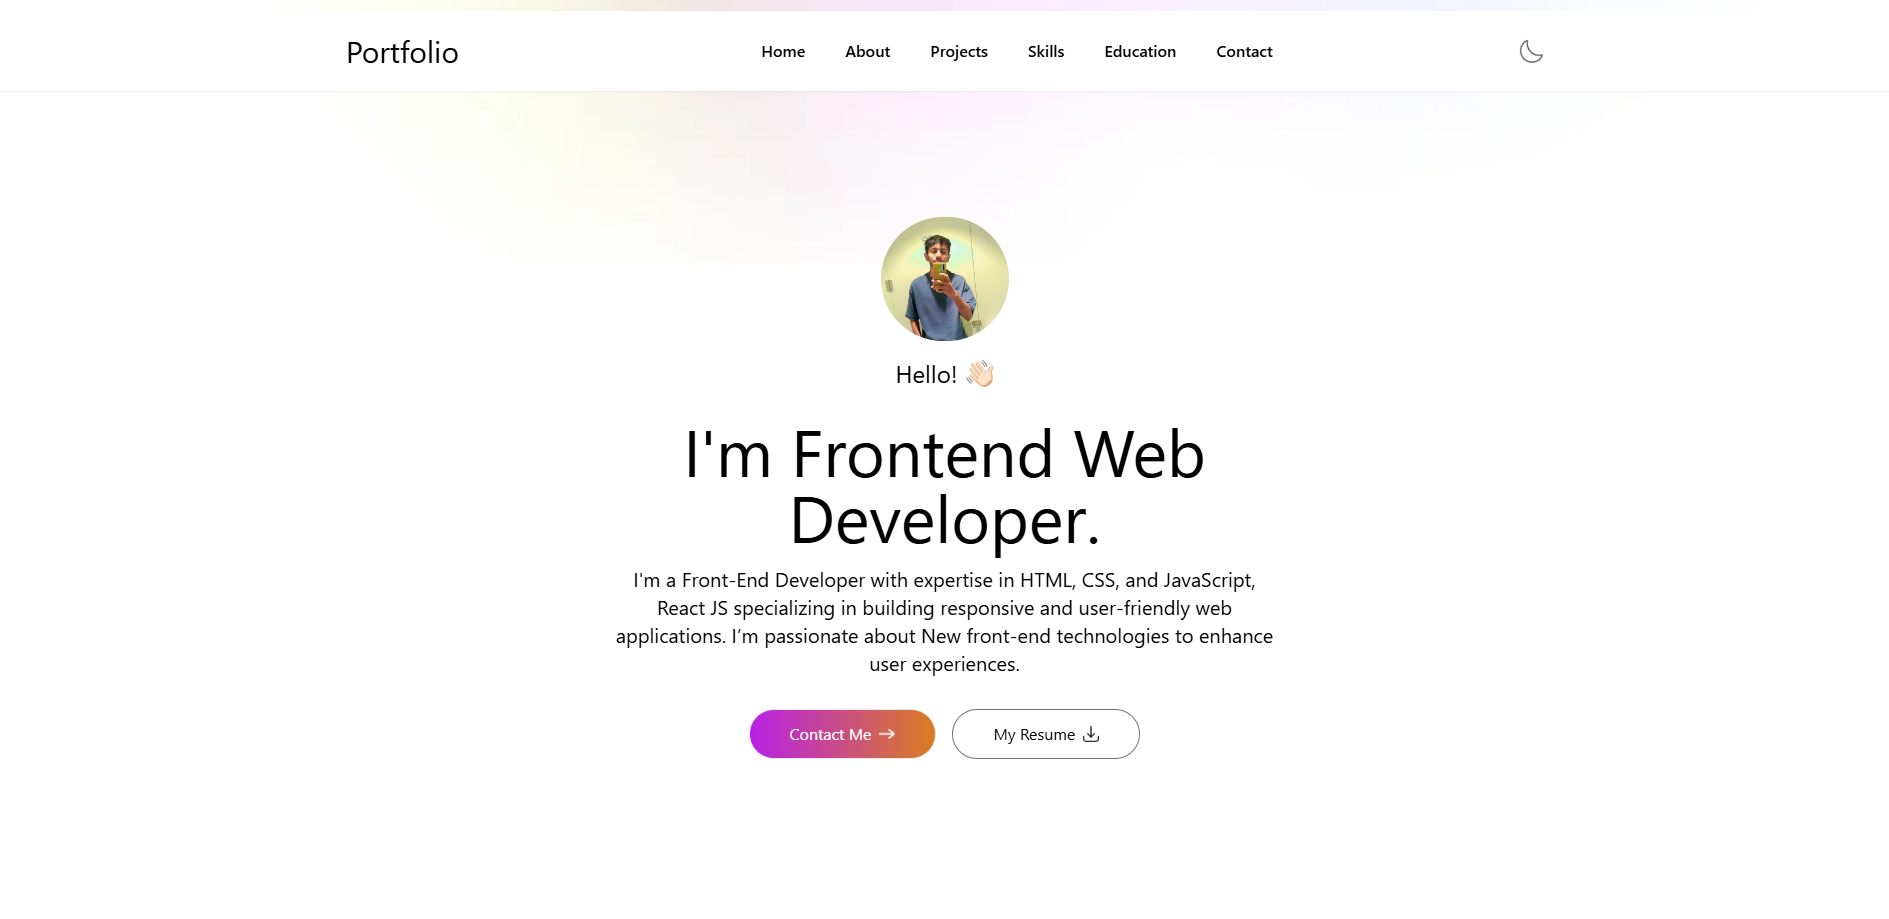 Portfolio
Home About Projects Skills Education Contact
Hello! 👋🏻
I'm Frontend Web
Developer.
I'm a Front-End Developer with expertise in HTML, CSS, and JavaScript,
React JS specializing in building responsive and user-friendly web
applications. I’m passionate about New front-end technologies to enhance
user experiences.
Contact Me →
My Resume